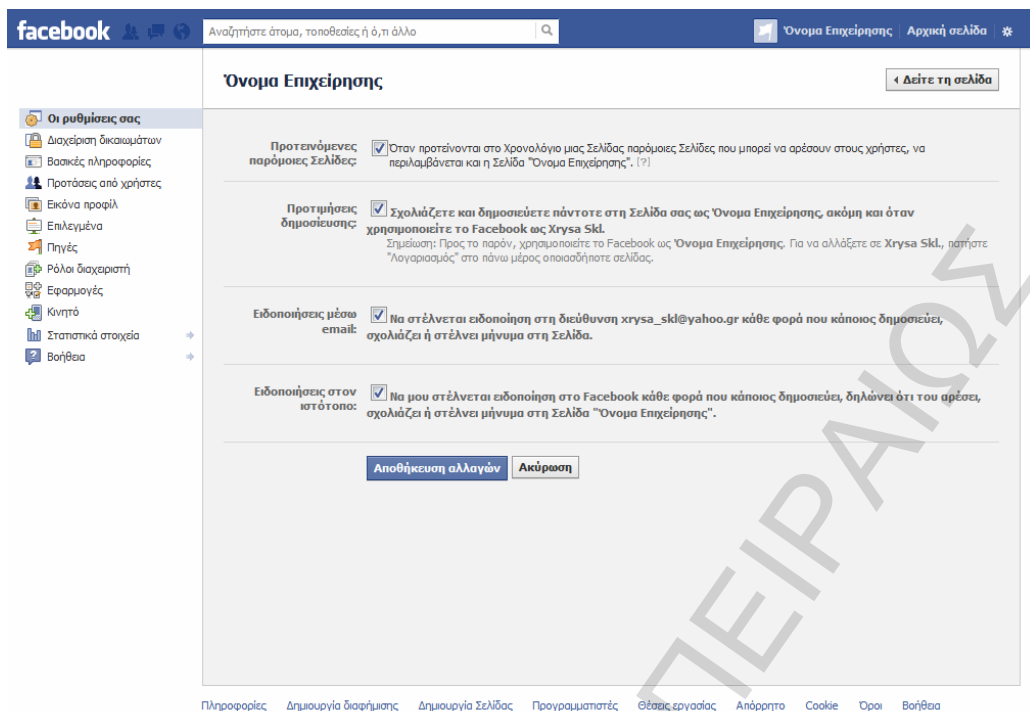 facebook
Αναζητήστε άτομα, τοποθεσίες ή ό,τι άλλο
Όνομα Επιχείρησης
Αρχική σελίδα
Όνομα Επιχείρησης
Δείτε τη σελίδα
Οι ρυθμίσεις σας
Διαχείριση δικαιωμάτων
Βασικές πληροφορίες
Προτάσεις από χρήστες
Εικόνα προφίλ
Επιλεγμένα
Πηγές
Ρόλοι διαχειριστή
Εφαρμογές
Κινητό
Στατιστικά στοιχεία
Βοήθεια
Προτεινόμενες
παρόμοιες Σελίδες:
Όταν προτείνονται στο Χρονολόγιο μιας Σελίδας παρόμοιες Σελίδες που μπορεί να αρέσουν στους χρήστες, να
περιλαμβάνεται και η Σελίδα "Όνομα Επιχείρησης". [?]
Προτιμήσεις
δημοσίευσης:
Σχολιάζετε και δημοσιεύετε πάντοτε στη Σελίδα σας ως Όνομα Επιχείρησης, ακόμη και όταν
χρησιμοποιείτε το Facebook ως Xrysa Skl.
Σημείωση: Προς το παρόν, χρησιμοποιείτε το Facebook ως Όνομα Επιχείρησης. Για να αλλάξετε σε Xrysa Skl., πατήστε
"Λογαριασμός" στο πάνω μέρος οποιασδήποτε σελίδας.
Ειδοποιήσεις μέσω
email:
Να στέλνεται ειδοποίηση στη διεύθυνση xrysa_skl@yahoo.gr κάθε φορά που κάποιος δημοσιεύει,
σχολιάζει ή στέλνει μήνυμα στη Σελίδα.
Ειδοποιήσεις στον
ιστότοπο:
Να μου στέλνεται ειδοποίηση στο Facebook κάθε φορά που κάποιος δημοσιεύει, δηλώνει ότι του αρέσει,
σχολιάζει ή στέλνει μήνυμα στη Σελίδα "Όνομα Επιχείρησης".
Αποθήκευση αλλαγών
Ακύρωση
ΠΕΙΡΑΙΩΣ
Πληροφορίες
Δημιουργία διαφήμισης
Δημιουργία Σελίδας
Προγραμματιστές
Θέσεις εργασίας
Απόρρητο
Cookie
Όροι
Βοήθεια